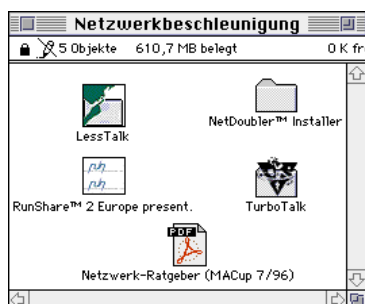 Netzwerkbeschleunigung
5 Objekte 610,7 MB belegt 0 K fr
LessTalk
NetDoubler™ Installer
RunShare™ 2 Europe present.
TurboTalk
PDF
Netzwerk-Ratgeber (MACup 7/96)